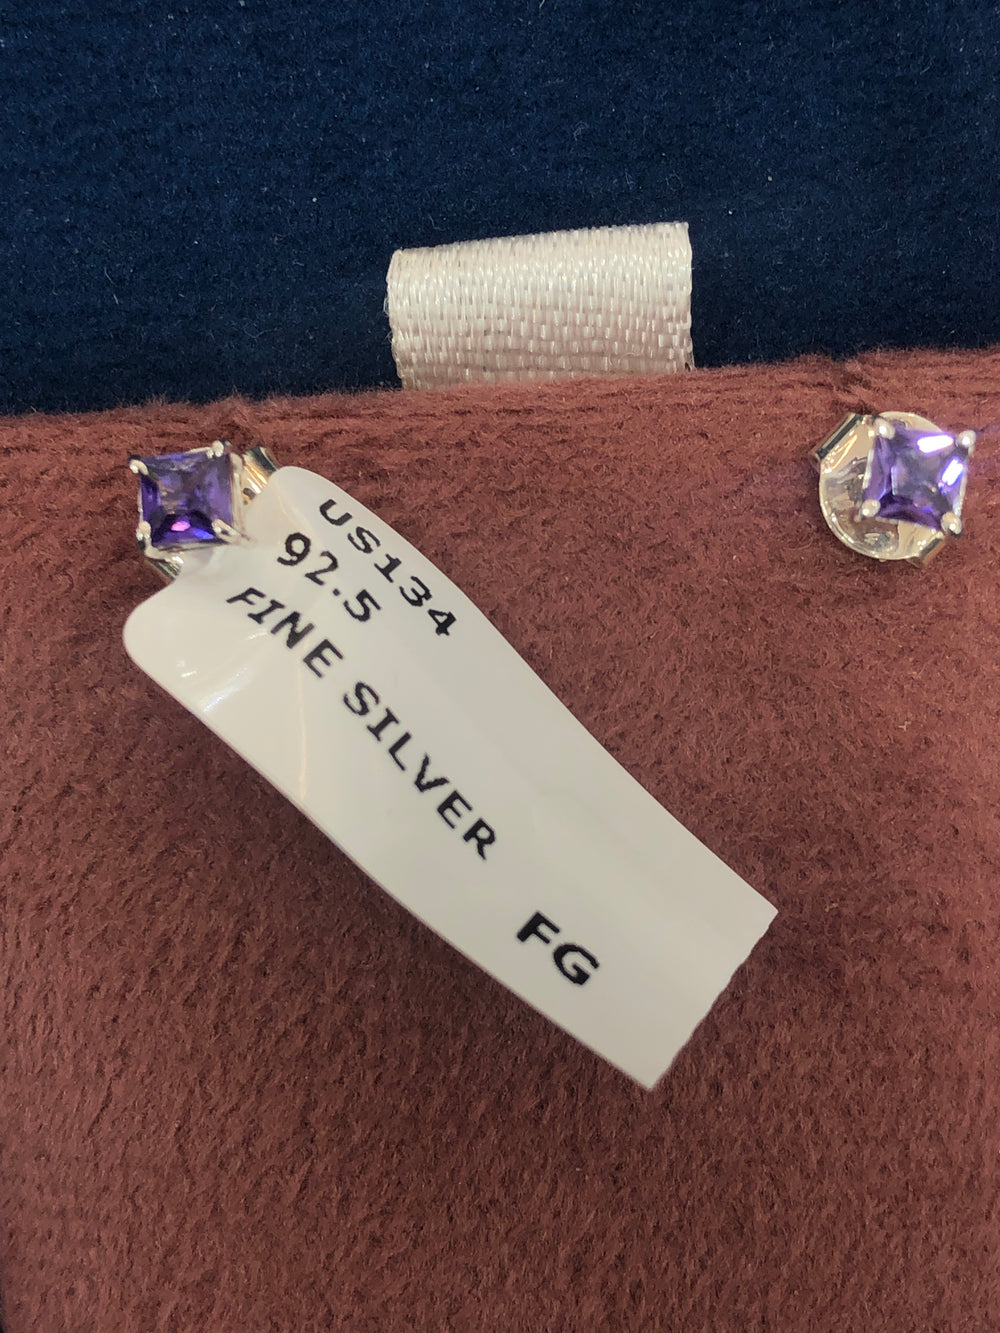 US134
92.5
FINE SILVER
FG